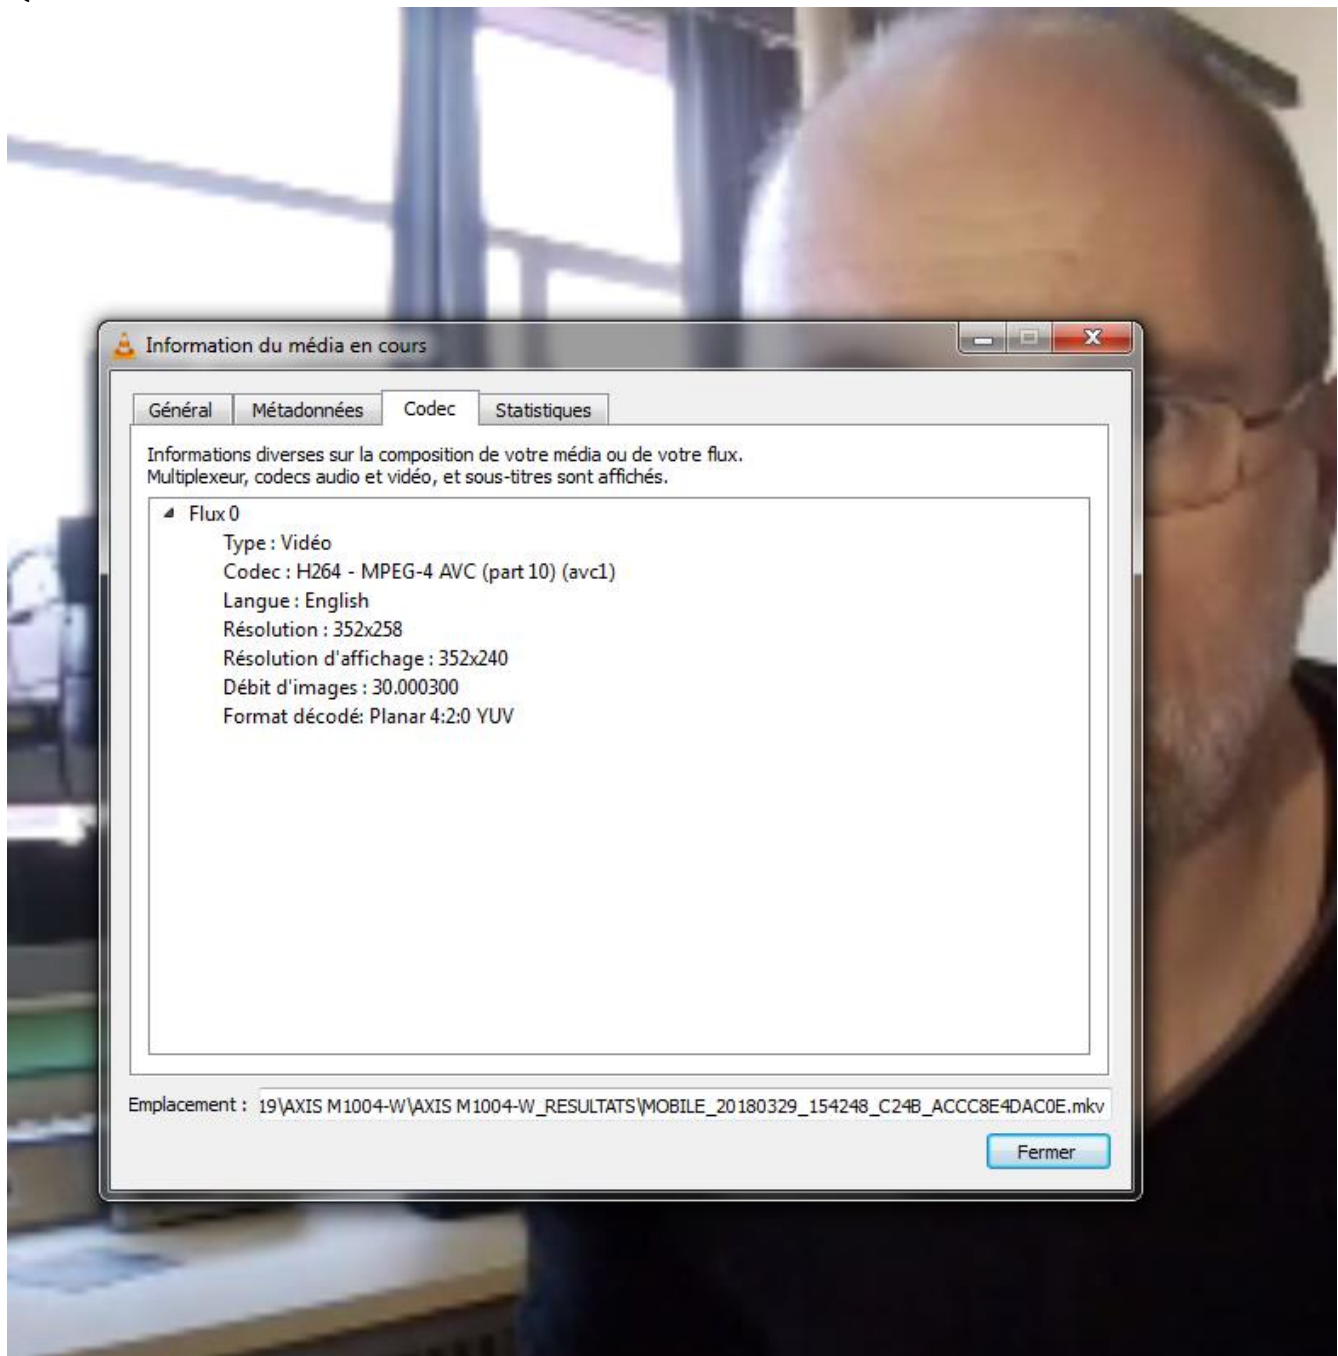 Information du média en cours
Général Métadonnées Codec Statistiques
Informations diverses sur la composition de votre média ou de votre flux.
Multiplexeur, codecs audio et vidéo, et sous-titres sont affichés.
Flux 0
Type : Vidéo
Codec : H264 - MPEG-4 AVC (part 10) (avc1)
Langue : English
Résolution : 352x258
Résolution d'affichage : 352x240
Débit d'images : 30.000300
Format décodé: Planar 4:2:0 YUV
Emplacement : 19\AXIS M1004-W\AXIS M1004-W_RESULTATS\MOBILE_20180329_154248_C24B_ACCC8E4DAC0E.mkv
Fermer